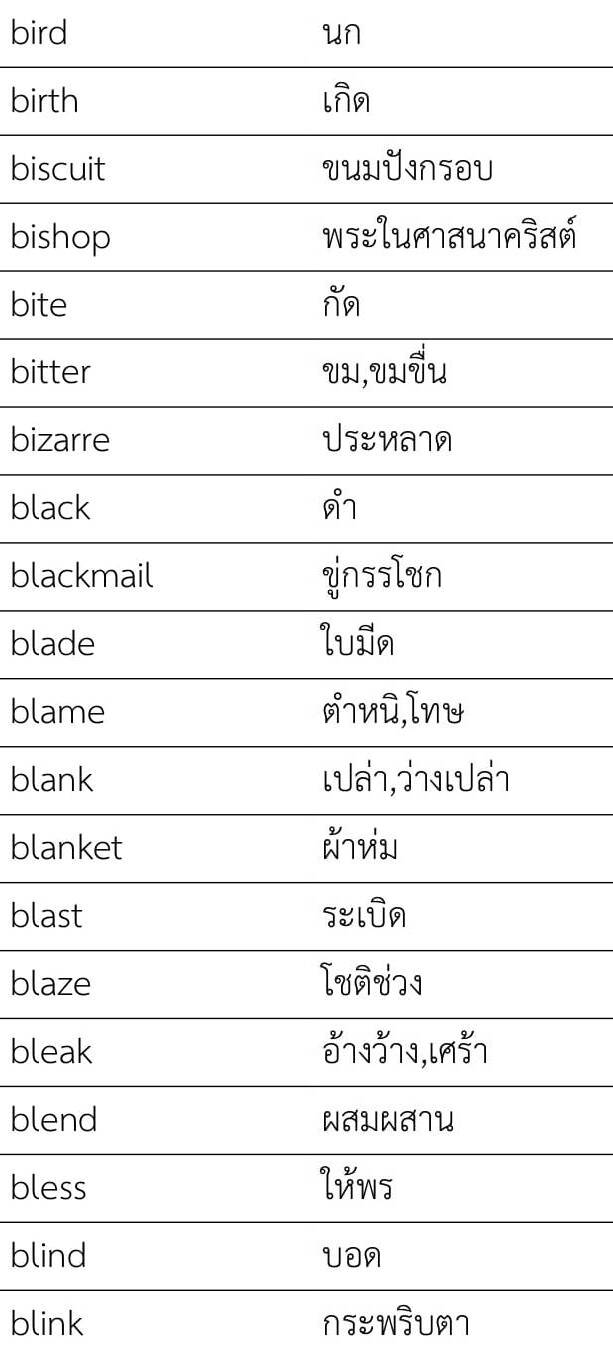 bird นก
birth เกิด
biscuit ขนมปังกรอบ
bishop พระในศาสนาคริสต์
bite กัด
bitter ขม,ขมขื่น
bizarre ประหลาด
black ดำ
blackmail ขู่กรรโชก
blade ใบมีด
blame ตำหนิ,โทษ
blank เปล่า,ว่างเปล่า
blanket ผ้าห่ม
blast ระเบิด
blaze โชติช่วง
bleak อ้างว้าง,เศร้า
blend ผสมผสาน
bless ให้พร
blind บอด
blink กระพริบตา